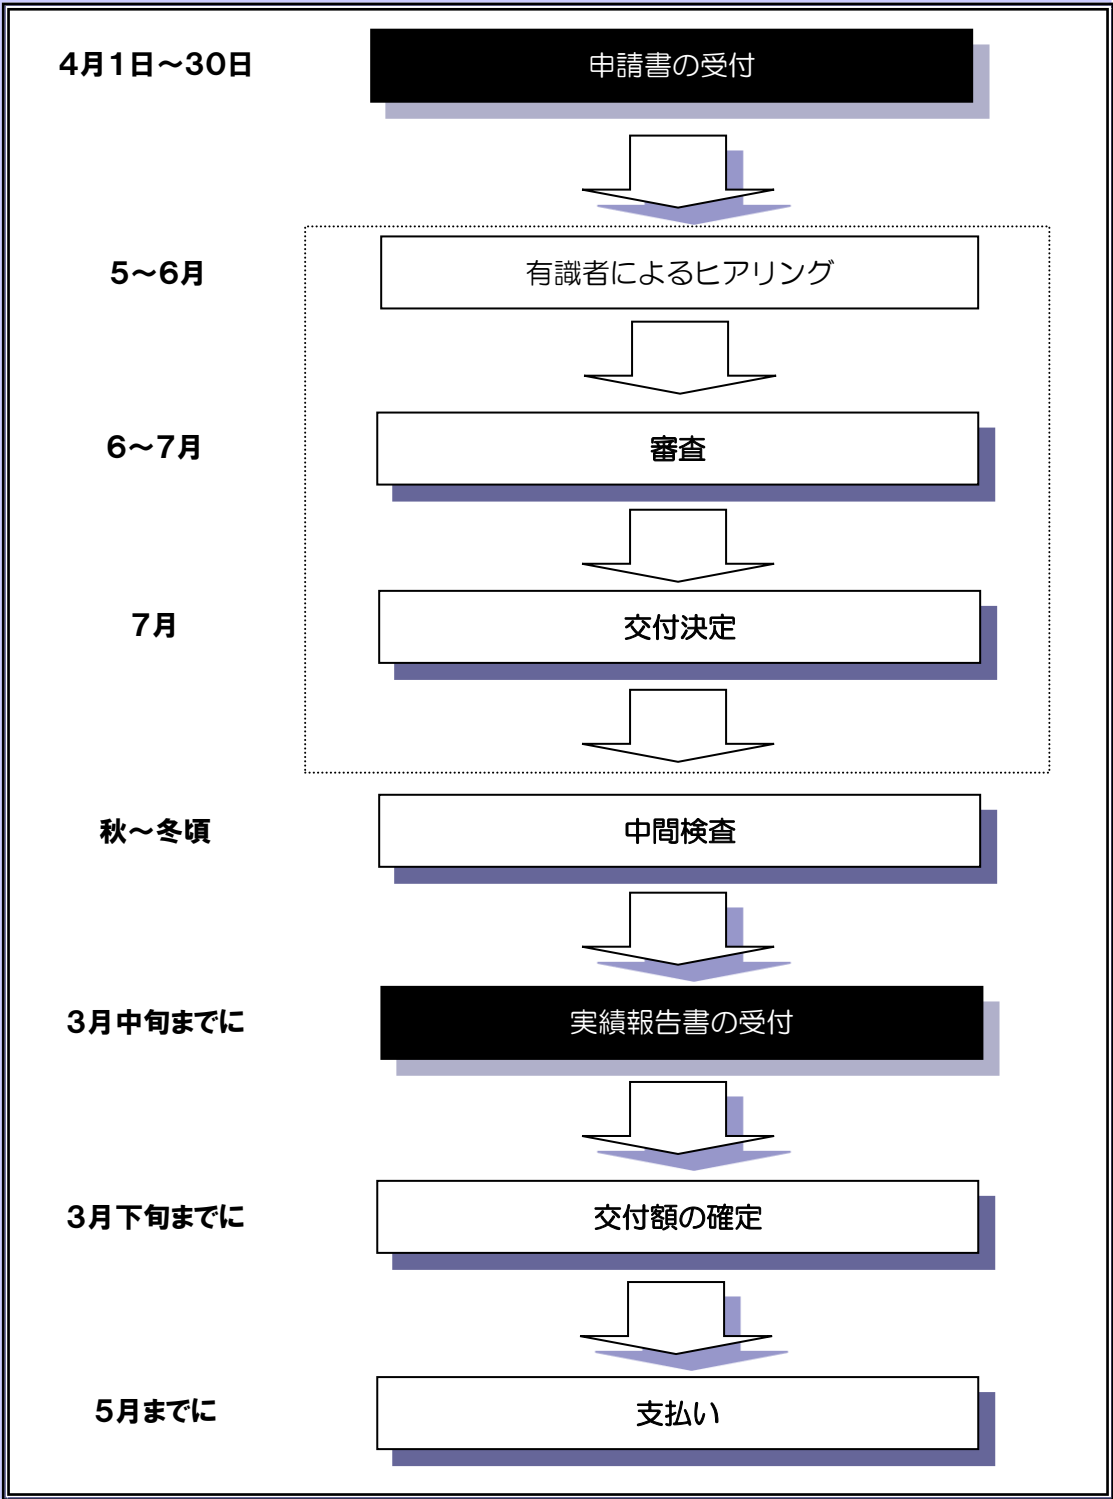 4月1日～30日
申請書の受付
5～6月
有識者によるヒアリング
6～7月
審査
7月
交付決定
秋～冬頃
中間検査
3月中旬までに
実績報告書の受付
3月下旬までに
交付額の確定
5月までに
支払い